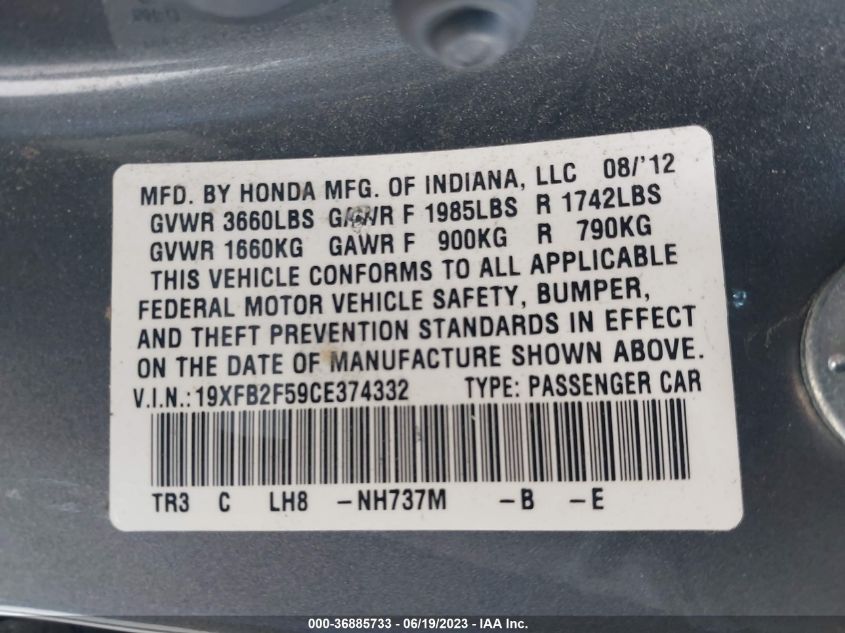 MFD. BY HONDA MFG. OF INDIANA, LLC 08/'12
GVWR 3660LBS GAWR F 1985LBS R 1742LBS
GVWR 1660KG GAWR F 900KG R 790KG
THIS VEHICLE CONFORMS TO ALL APPLICABLE
FEDERAL MOTOR VEHICLE SAFETY, BUMPER,
AND THEFT PREVENTION STANDARDS IN EFFECT
ON THE DATE OF MANUFACTURE SHOWN ABOVE.
V.I.N.:19XFB2F59CE374332 TYPE: PASSENGER CAR
TR3 C LH8 -NH737M -B -E
000-36885733 - 06/19/2023 - IAA Inc.